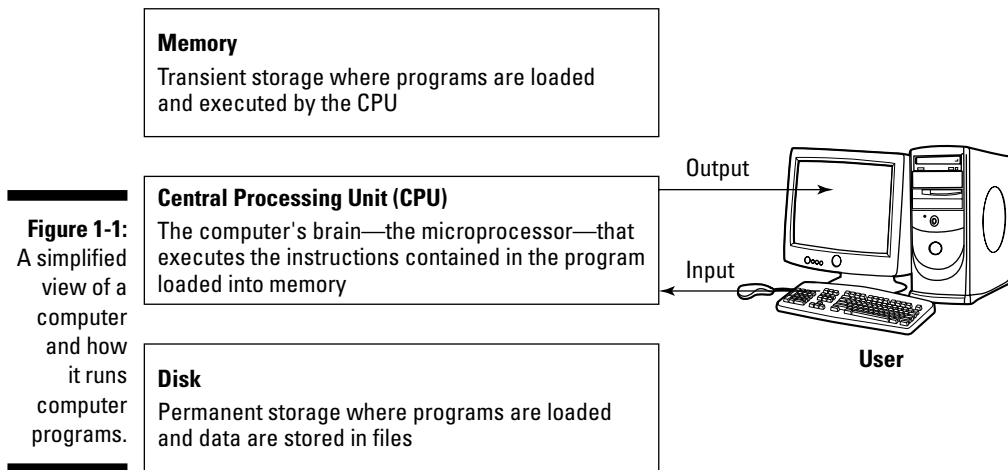 Memory
Transient storage where programs are loaded
and executed by the CPU
Central Processing Unit (CPU)
The computer's brain—the microprocessor—that
executes the instructions contained in the program
loaded into memory
Disk
Permanent storage where programs are loaded
and data are stored in files
Output
Input
User
Figure 1-1:
A simplified
view of a
computer
and how
it runs
computer
programs.